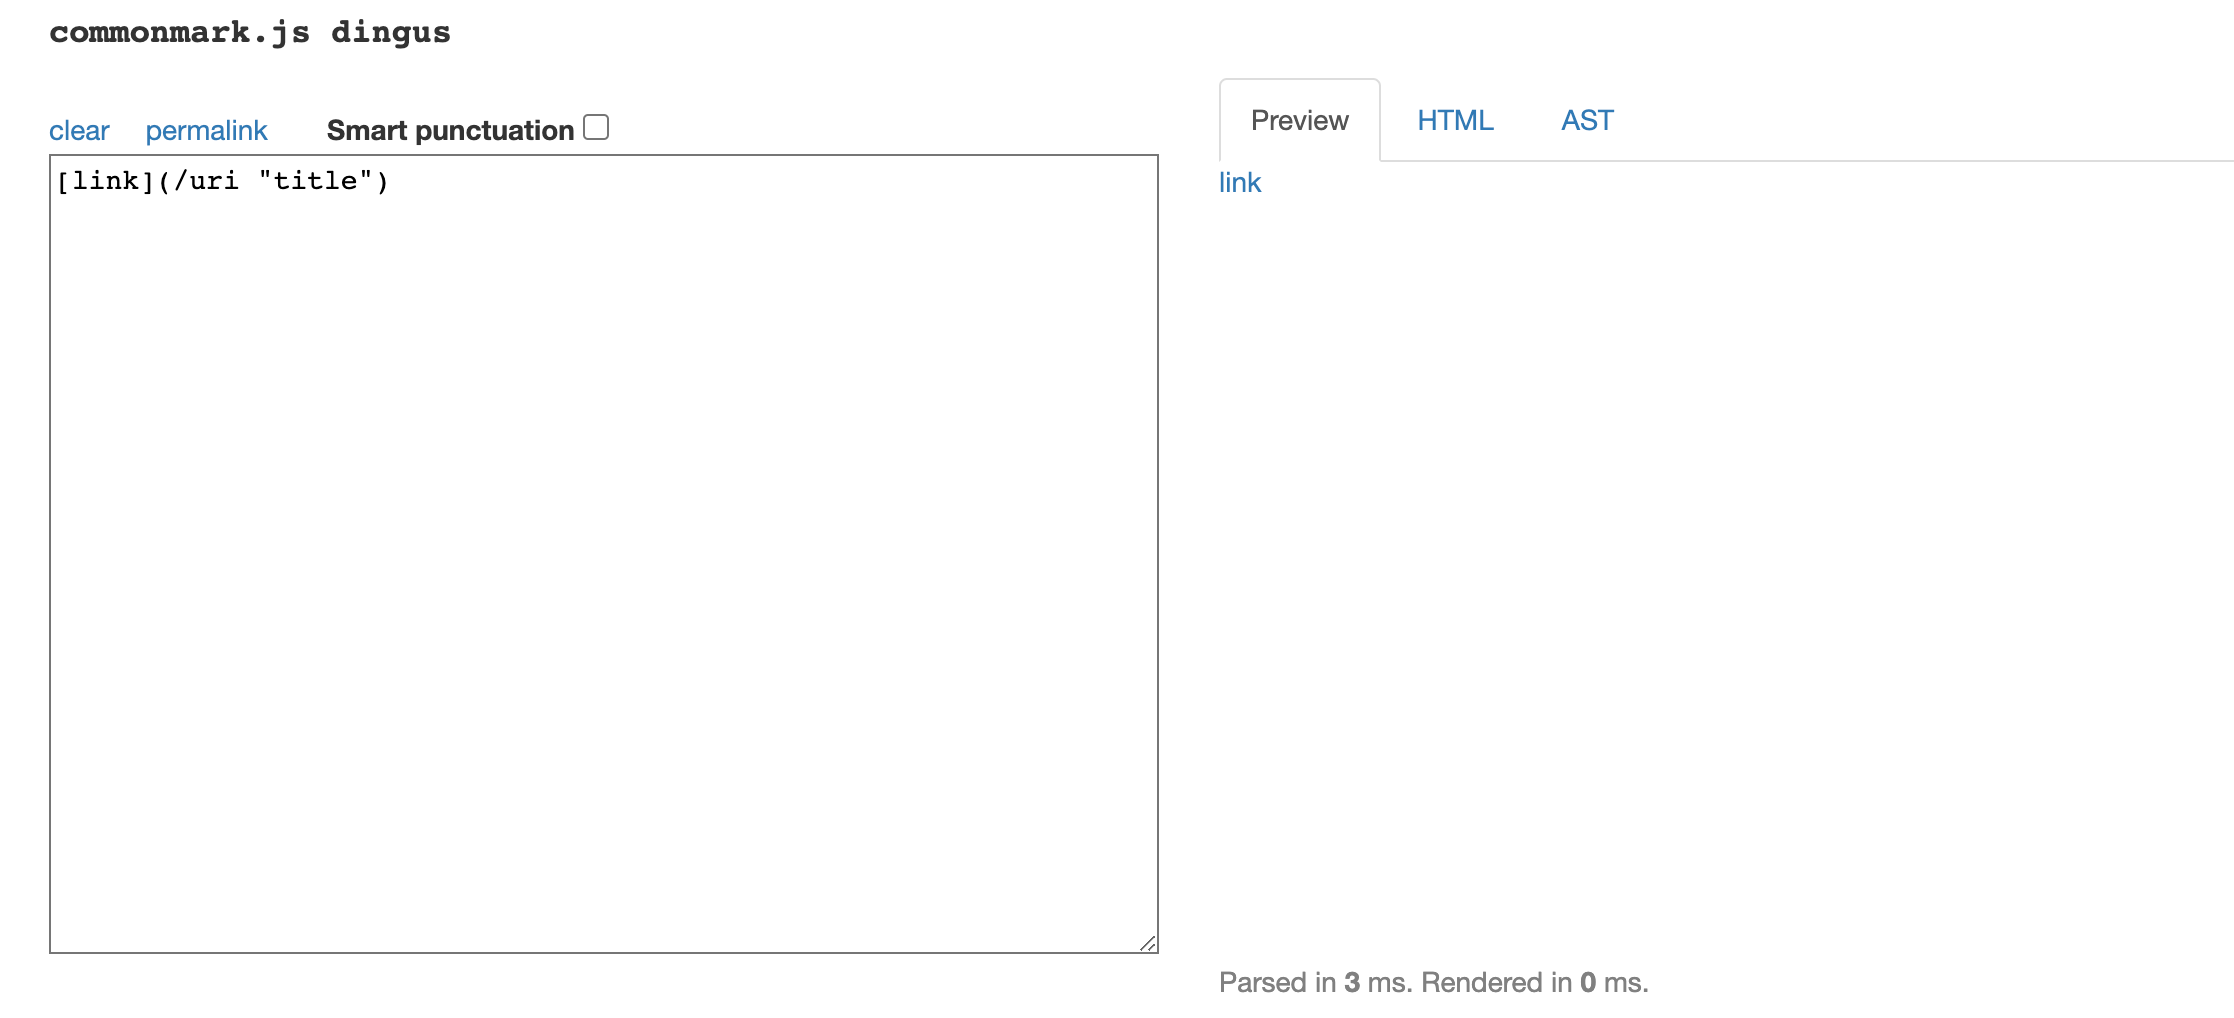 commonmark.js dingus
clear permalink Smart punctuation
[link](/uri "title")
Preview HTML AST
link
Parsed in 3 ms. Rendered in 0 ms.